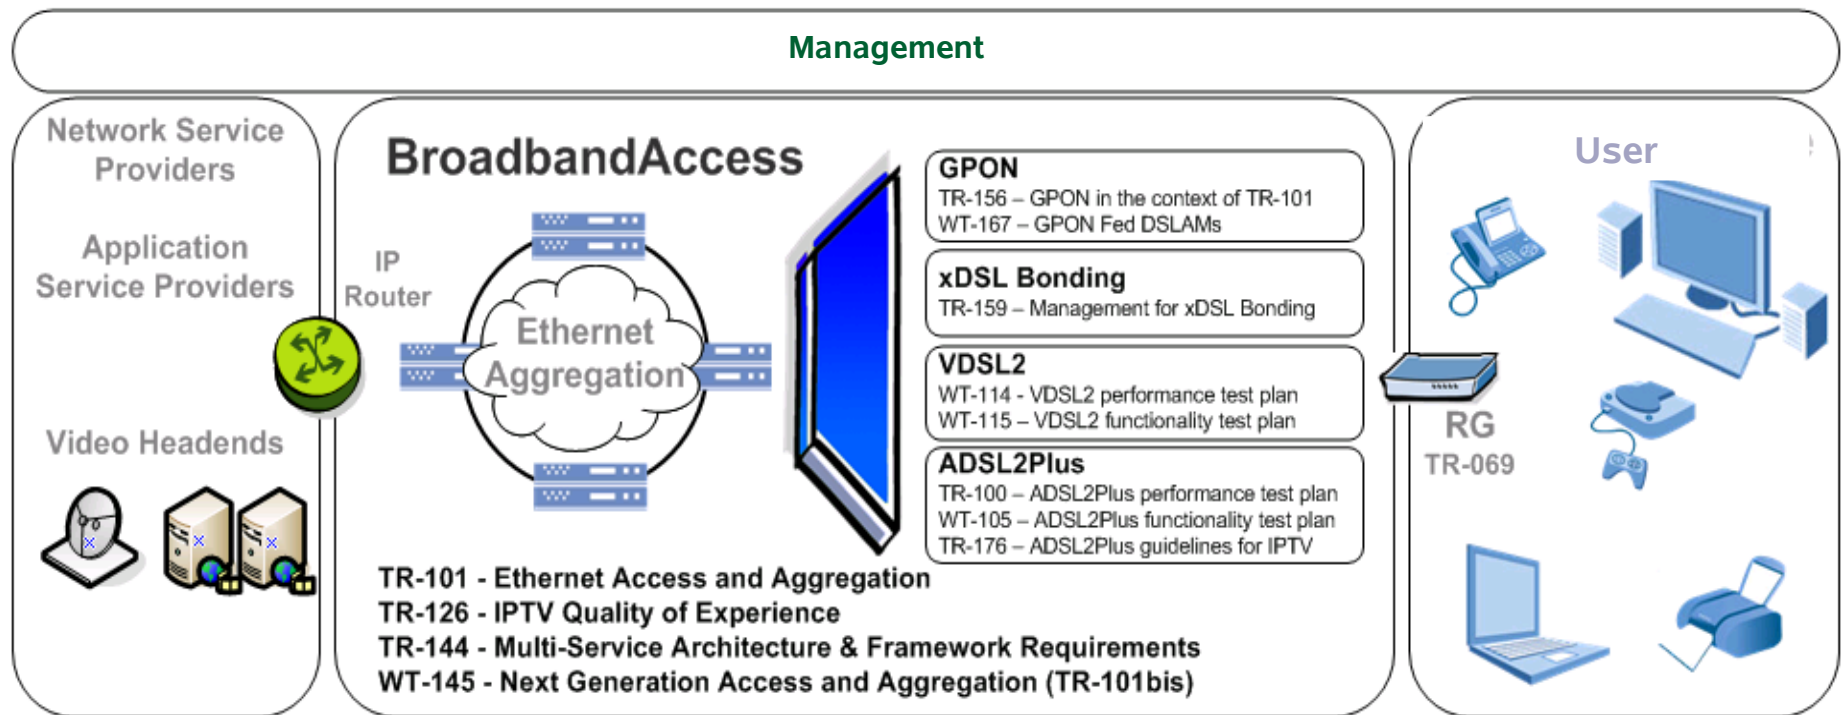 Management
Network Service
Providers
Application
Service Providers
Video Headends
BroadbandAccess
IP
Router
Ethernet
Aggregation
GPON
TR-156 – GPON in the context of TR-101
WT-167 – GPON Fed DSLAMs
xDSL Bonding
TR-159 – Management for xDSL Bonding
VDSL2
WT-114 - VDSL2 performance test plan
WT-115 – VDSL2 functionality test plan
ADSL2Plus
TR-100 – ADSL2Plus performance test plan
WT-105 – ADSL2Plus functionality test plan
TR-176 – ADSL2Plus guidelines for IPTV
TR-101 - Ethernet Access and Aggregation
TR-126 - IPTV Quality of Experience
TR-144 - Multi-Service Architecture & Framework Requirements
WT-145 - Next Generation Access and Aggregation (TR-101bis)
User
RG
TR-069